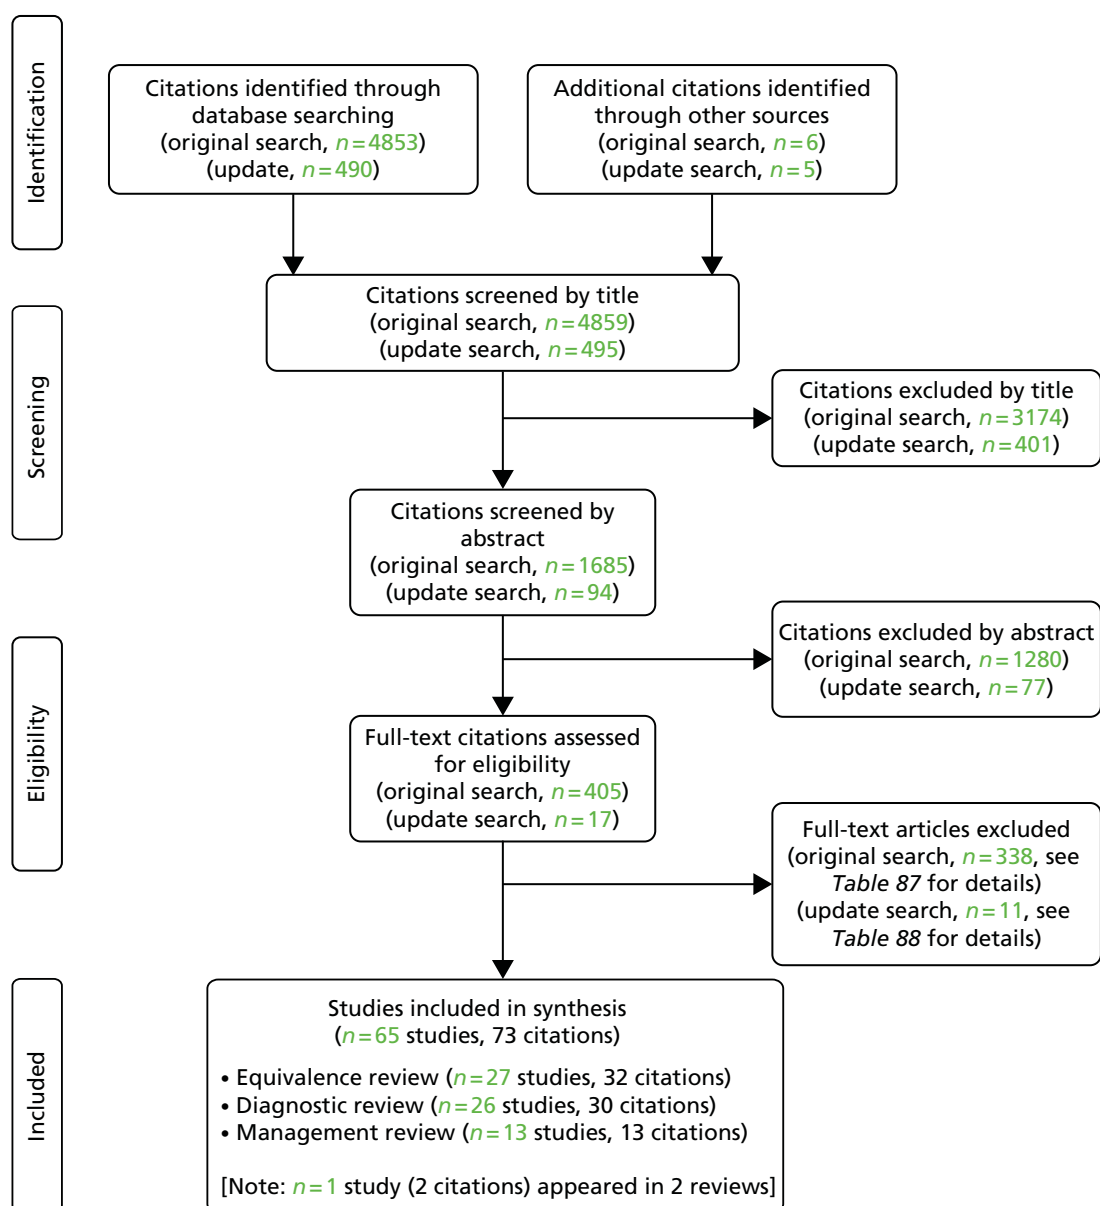 Identification
Citations identified through
database searching
(original search, n=4853)
(update, n=490)
Additional citations identified
through other sources
(original search, n=6)
(update search, n=5)
Screening
Citations screened by title
(original search, n=4859)
(update search, n=495)
Citations excluded by title
(original search, n=3174)
(update search, n=401)
Citations screened by
abstract
(original search, n=1685)
(update search, n=94)
Eligibility
Citations excluded by abstract
(original search, n=1280)
(update search, n=77)
Full-text citations assessed
for eligibility
(original search, n=405)
(update search, n=17)
Full-text articles excluded
(original search, n=338, see
Table 87 for details)
(update search, n=11, see
Table 88 for details)
Included
Studies included in synthesis
(n=65 studies, 73 citations)
• Equivalence review (n=27 studies, 32 citations)
• Diagnostic review (n=26 studies, 30 citations)
• Management review (n=13 studies, 13 citations)
[Note: n=1 study (2 citations) appeared in 2 reviews]